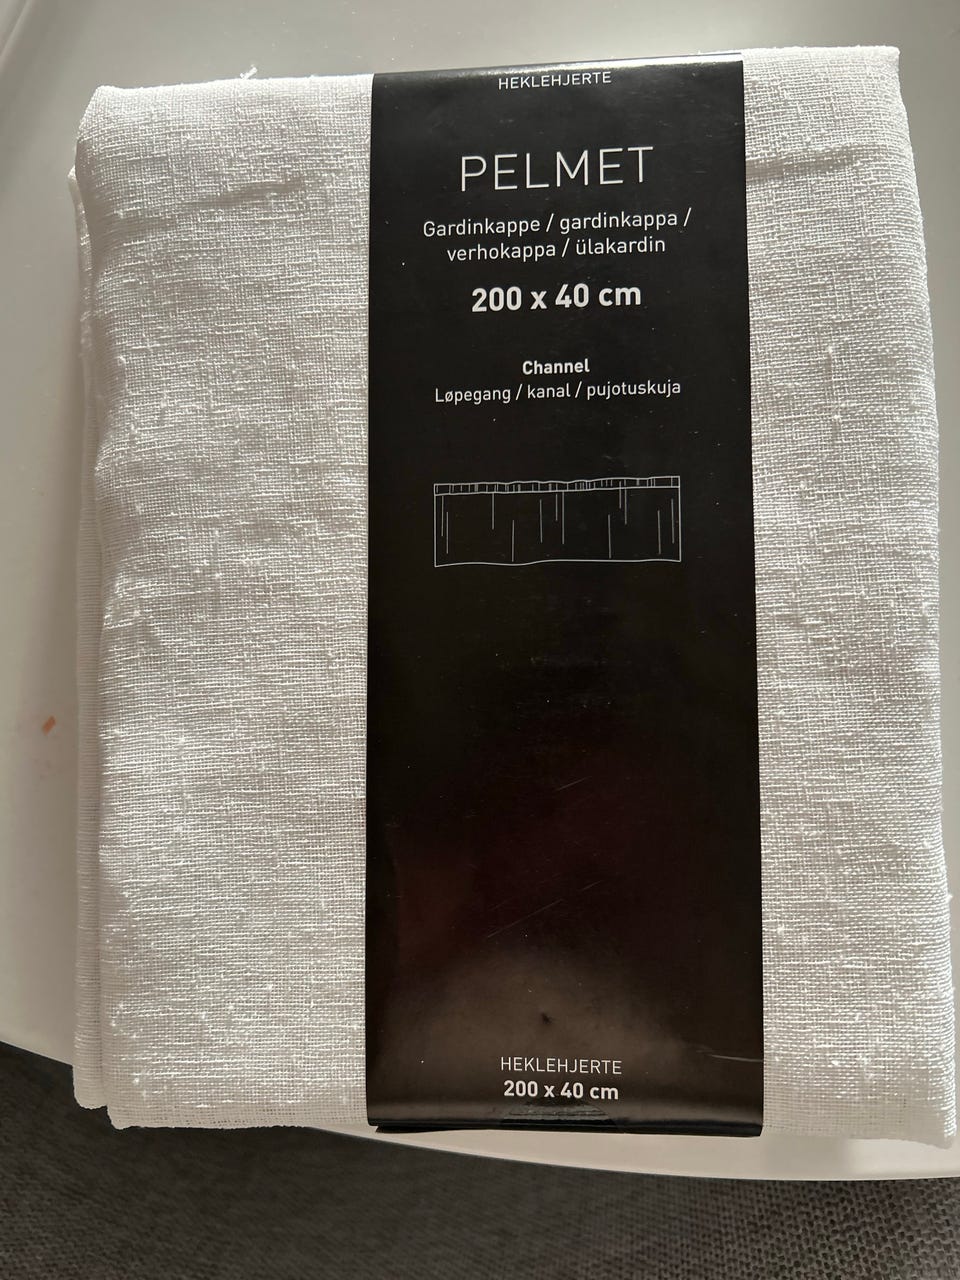 HEKLEHJERTE
PELMET
Gardinkappe / gardinkappa /
verhokappa / ülakardin
200 x 40 cm
Channel
Løpegang / kanal / pujotuskuja
HEKLEHJERTE
200 x 40 cm